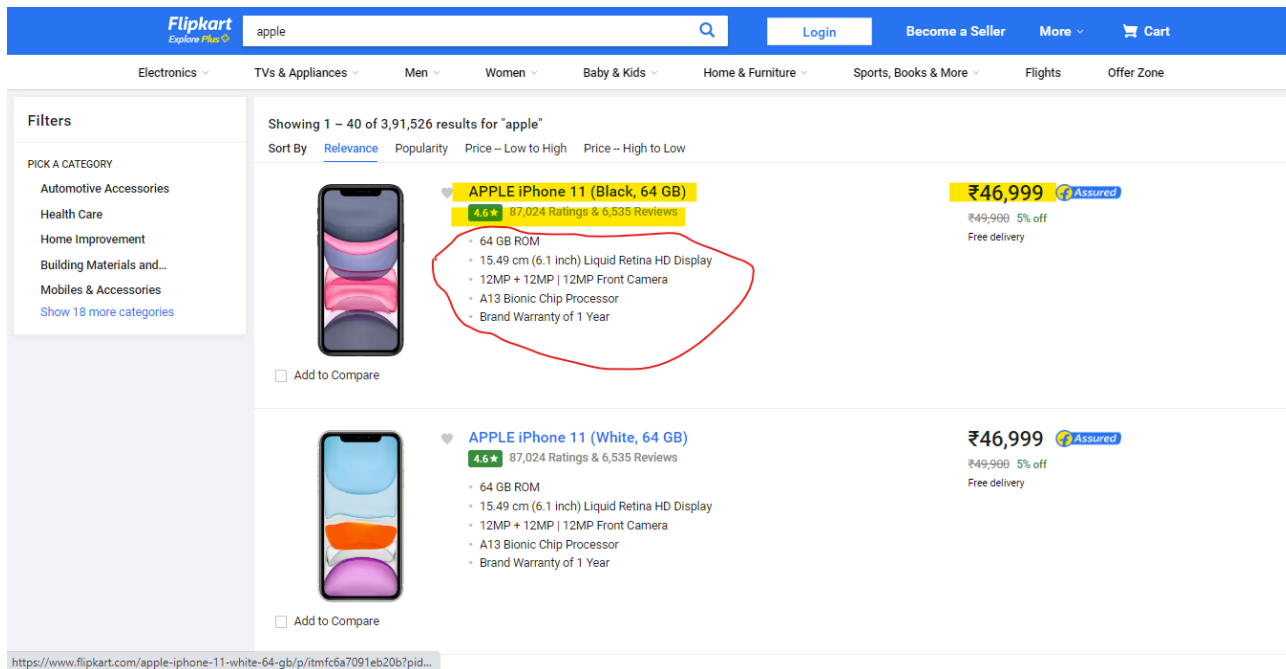 Flipkart
Explore Plus
apple
Login
Become a Seller
More
Cart
Electronics
TVs & Appliances
Men
Women
Baby & Kids
Home & Furniture
Sports, Books & More
Flights
Offer Zone
Filters
PICK A CATEGORY
Automotive Accessories
Health Care
Home Improvement
Building Materials and...
Mobiles & Accessories
Show 18 more categories
Showing 1 – 40 of 3,91,526 results for "apple"
Sort By Relevance Popularity Price -- Low to High Price -- High to Low
APPLE iPhone 11 (Black, 64 GB)
4.6★ 87,024 Ratings & 6,535 Reviews
64 GB ROM
15.49 cm (6.1 inch) Liquid Retina HD Display
12MP + 12MP | 12MP Front Camera
A13 Bionic Chip Processor
Brand Warranty of 1 Year
₹46,999 Assured
₹49,900 5% off
Free delivery
Add to Compare
APPLE iPhone 11 (White, 64 GB)
4.6★ 87,024 Ratings & 6,535 Reviews
64 GB ROM
15.49 cm (6.1 inch) Liquid Retina HD Display
12MP + 12MP | 12MP Front Camera
A13 Bionic Chip Processor
Brand Warranty of 1 Year
₹46,999 Assured
₹49,900 5% off
Free delivery
Add to Compare
https://www.flipkart.com/apple-iphone-11-white-64-gb/p/itmfc6a7091eb20b?pid...